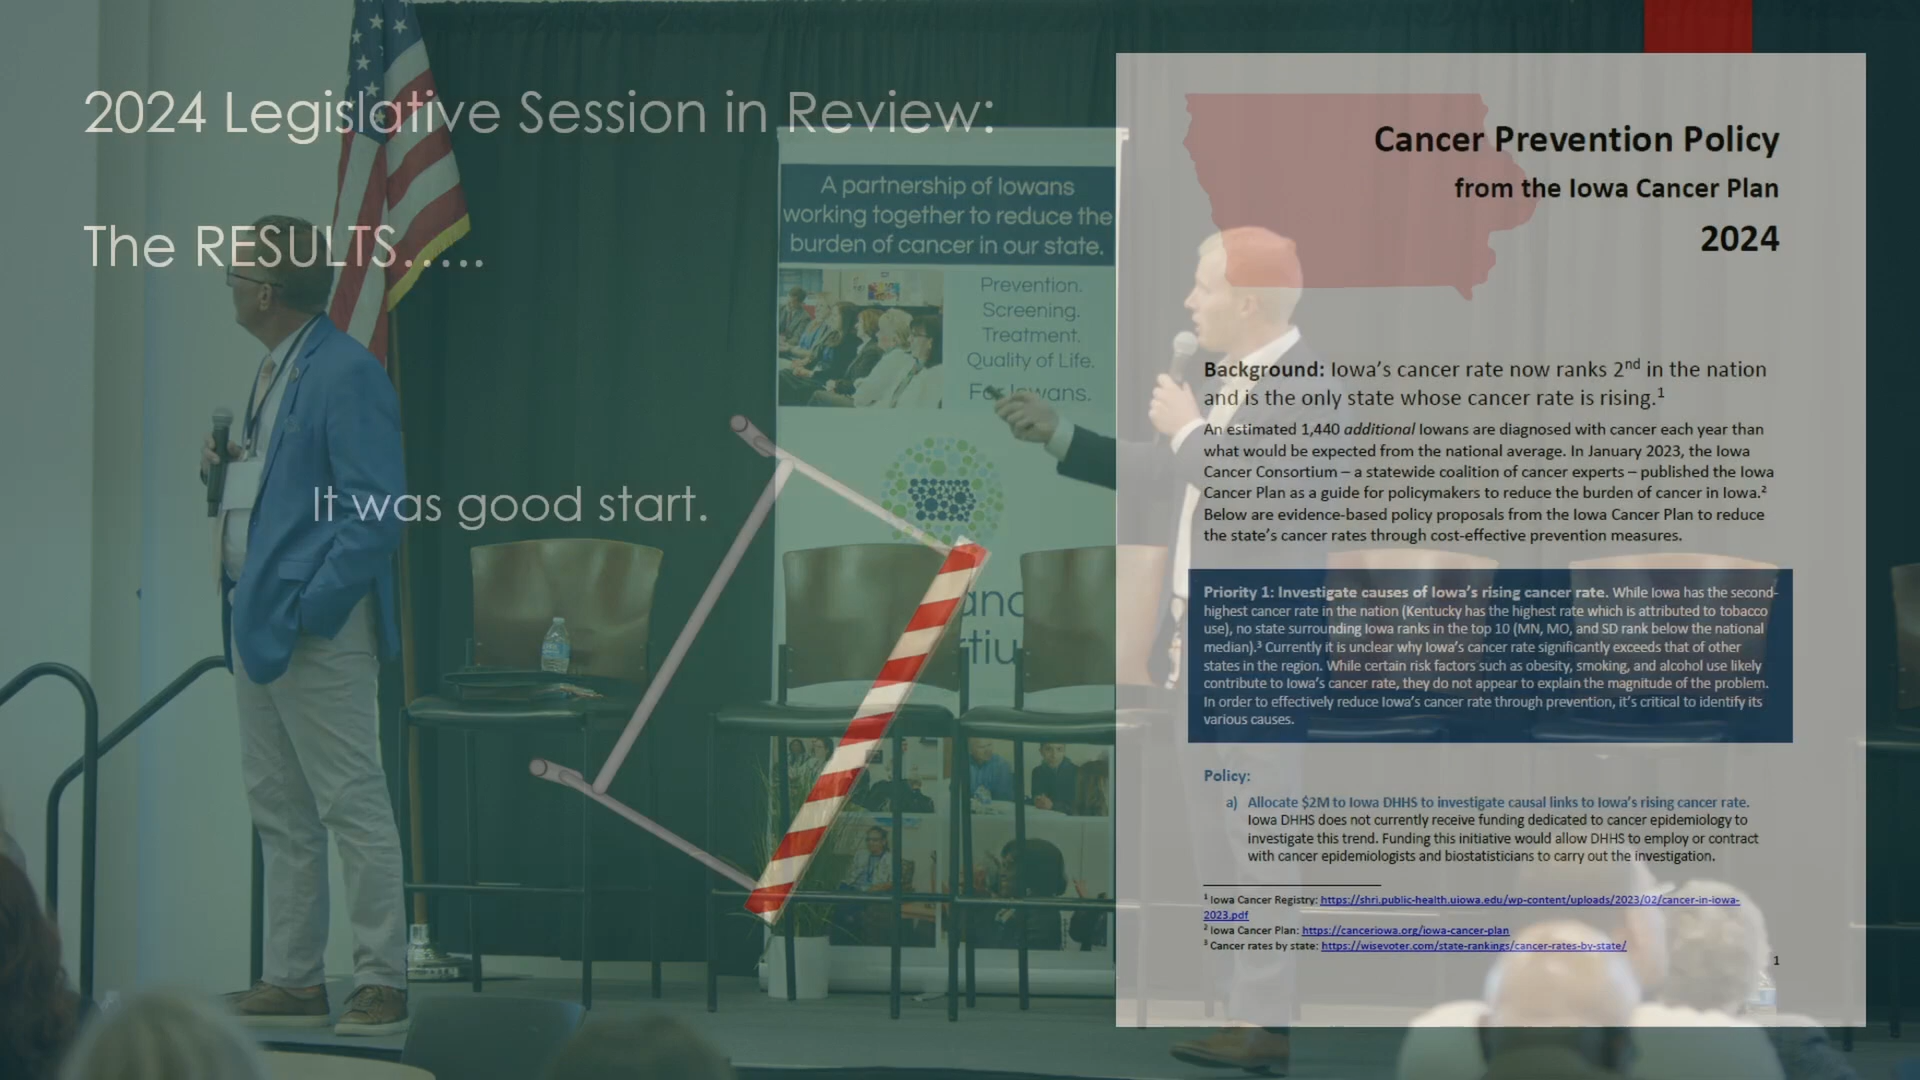 2024 Legislative Session in Review:
The RESULTS.....
It was good start.
A partnership of Iowans
working together to reduce the
burden of cancer in our state.
Prevention.
Screening.
Treatment.
Quality of Life.
Cancer Prevention Policy
from the Iowa Cancer Plan
2024
Background: Iowa's cancer rate now ranks 2nd in the nation
and is the only state whose cancer rate is rising.1
An estimated 1,440 additional Iowans are diagnosed with cancer each year than
what would be expected from the national average. In January 2023, the Iowa
Cancer Consortium – a statewide coalition of cancer experts – published the Iowa
Cancer Plan as a guide for policymakers to reduce the burden of cancer in Iowa.2
Below are evidence-based policy proposals from the Iowa Cancer Plan to reduce
the state's cancer rates through cost-effective prevention measures.
Priority 1: Investigate causes of Iowa's rising cancer rate. While Iowa has the second-
highest cancer rate in the nation (Kentucky has the highest rate which is attributed to tobacco
use), no state surrounding Iowa ranks in the top 10 (MN, MO, and SD rank below the national
median).3 Currently it is unclear why Iowa's cancer rate significantly exceeds that of other
states in the region. While certain risk factors such as obesity, smoking, and alcohol use likely
contribute to Iowa's cancer rate, they do not appear to explain the magnitude of the problem.
In order to effectively reduce Iowa's cancer rate through prevention, it's critical to identify its
various causes.
Policy:
a) Allocate $2M to Iowa DHHS to investigate causal links to Iowa's rising cancer rate.
Iowa DHHS does not currently receive funding dedicated to cancer epidemiology to
investigate this trend. Funding this initiative would allow DHHS to employ or contract
with cancer epidemiologists and biostatisticians to carry out the investigation.
1 Iowa Cancer Registry: https://shri.public-health.uiowa.edu/wp-content/uploads/2023/02/cancer-in-iowa-
2023.pdf
2 Iowa Cancer Plan: https://canceriowa.org/iowa-cancer-plan
3 Cancer rates by state: https://wisevoter.com/state-rankings/cancer-rates-by-state/
1